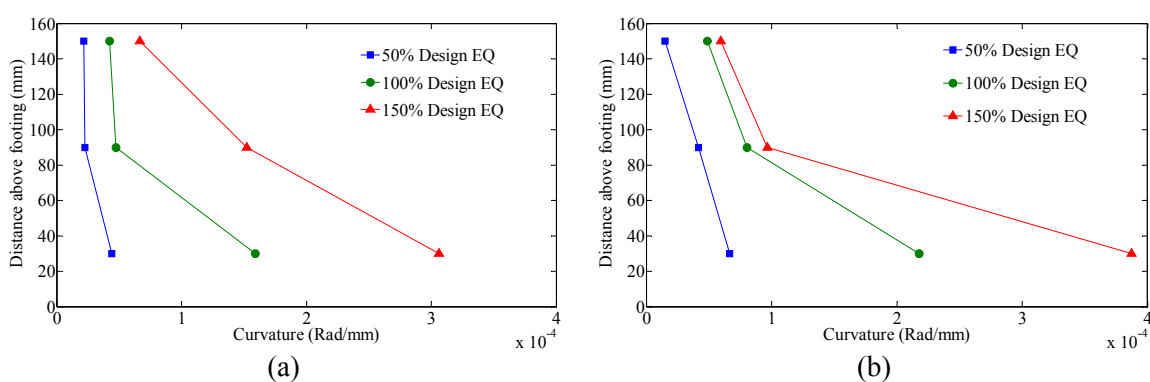 160
140
120
100
80
60
40
20
0
Distance above footing (mm)
50% Design EQ
100% Design EQ
150% Design EQ
0 1 2 3 4
Curvature (Rad/mm)
x 10-4
(a)
160
140
120
100
80
60
40
20
0
Distance above footing (mm)
50% Design EQ
100% Design EQ
150% Design EQ
0 1 2 3 4
Curvature (Rad/mm)
x 10-4
(b)